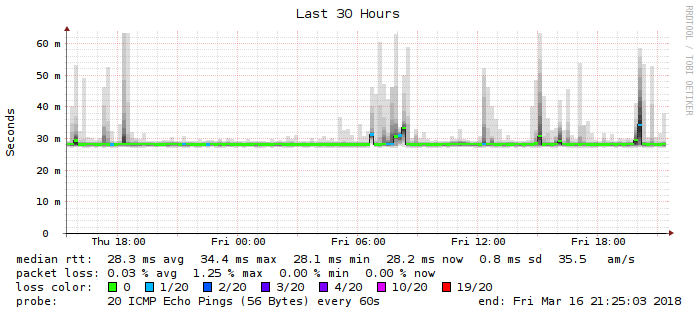 Last 30 Hours
RRDTOOL / TOBI OETIKER
Seconds
60 m
50 m
40 m
30 m
20 m
10 m
0
Thu 18:00 Fri 00:00 Fri 06:00 Fri 12:00 Fri 18:00
median rtt: 28.3 ms avg 34.4 ms max 28.1 ms min 28.2 ms now 0.8 ms sd 35.5 am/s
packet loss: 0.03 % avg 1.25 % max 0.00 % min 0.00 % now
loss color: 0 1/20 2/20 3/20 4/20 10/20 19/20
probe: 20 ICMP Echo Pings (56 Bytes) every 60s end: Fri Mar 16 21:25:03 2018